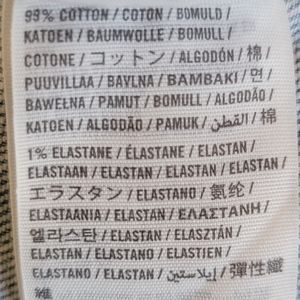 99% COTTON / COTON / BOMULD /
KATOEN / BAUMWOLLE / BOMULL /
COTONE / コットン / ALGODÓN / 棉 /
PUUVILLAA / BAVLNA / BAMBAKI / 면 /
BAWEŁNA / PAMUT / BOMULL / ALGODÃO /
KATOEN / ALGODÃO / PAMUK / القطن / 棉
1% ELASTANE / ÉLASTANE / ELASTAN /
ELASTAAN / ELASTAN / ELASTAN / ELASTAN
エラスタン / ELASTANO / 氨纶 /
ELASTAANIA / ELASTAN / ΕΛΑΣΤΑΝΗ /
엘라스탄 / ELASTAN / ELASZTÁN /
ELASTAN / ELASTANO / ELASTIEN /
ELASTANO / ELASTAN / إيلاستين / 彈性纖
維